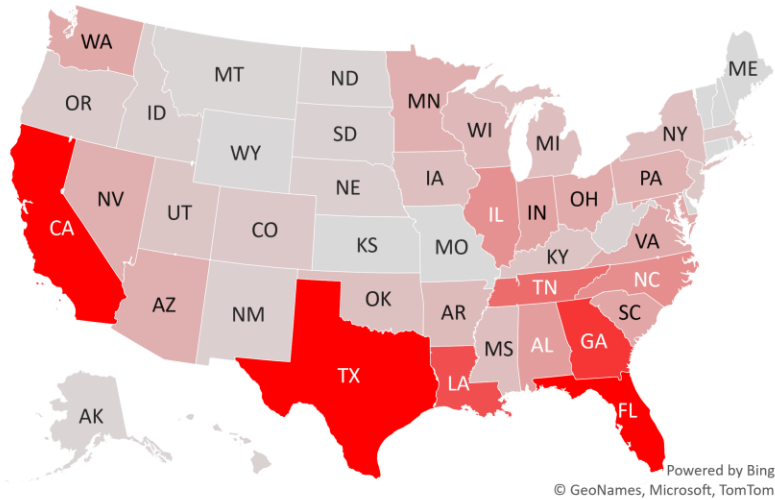 WA
MT
ND
ME
OR
ID
SD
MN
WI
MI
NY
WY
NE
IA
PA
NV
UT
CO
IL
IN
OH
CA
KS
MO
KY
VA
AZ
NM
OK
AR
TN
NC
SC
MS
AL
GA
TX
LA
FL
AK
Powered by Bing
© GeoNames, Microsoft, TomTom